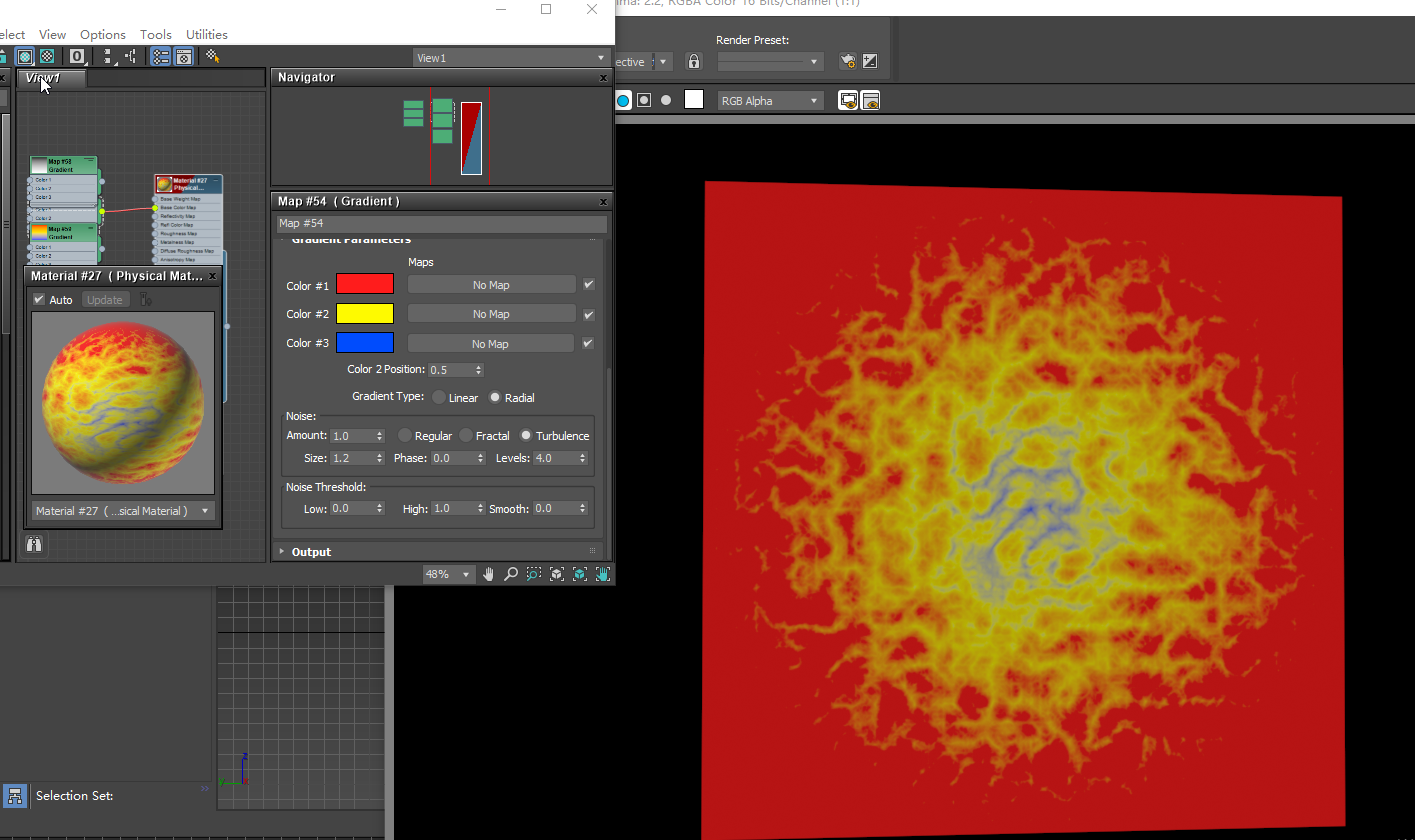 ma: 2.2, RGBA Color 16 Bits/Channel (1:1)
elect View Options Tools Utilities
View1
View1
Navigator
Render Preset:
ective
RGB Alpha
Map #58
Gradient
Color 1
Color 2
Color 3
Color 2
Map #59
Gradient
Color 1
Color 2
Material #27
Physical...
Base Weight Map
Base Color Map
Reflectivity Map
Refl Color Map
Roughness Map
Metalness Map
Diffuse Roughness Map
Anisotropy Map
Map #54 ( Gradient )
Map #54
Gradient Parameters
Maps
Color #1 No Map
Color #2 No Map
Color #3 No Map
Color 2 Position: 0.5
Gradient Type: Linear Radial
Noise:
Amount: 1.0 Regular Fractal Turbulence
Size: 1.2 Phase: 0.0 Levels: 4.0
Noise Threshold:
Low: 0.0 High: 1.0 Smooth: 0.0
Output
48%
Material #27 ( Physical Mat...
Auto Update
Material #27 ( ...sical Material )
Selection Set:
z
y